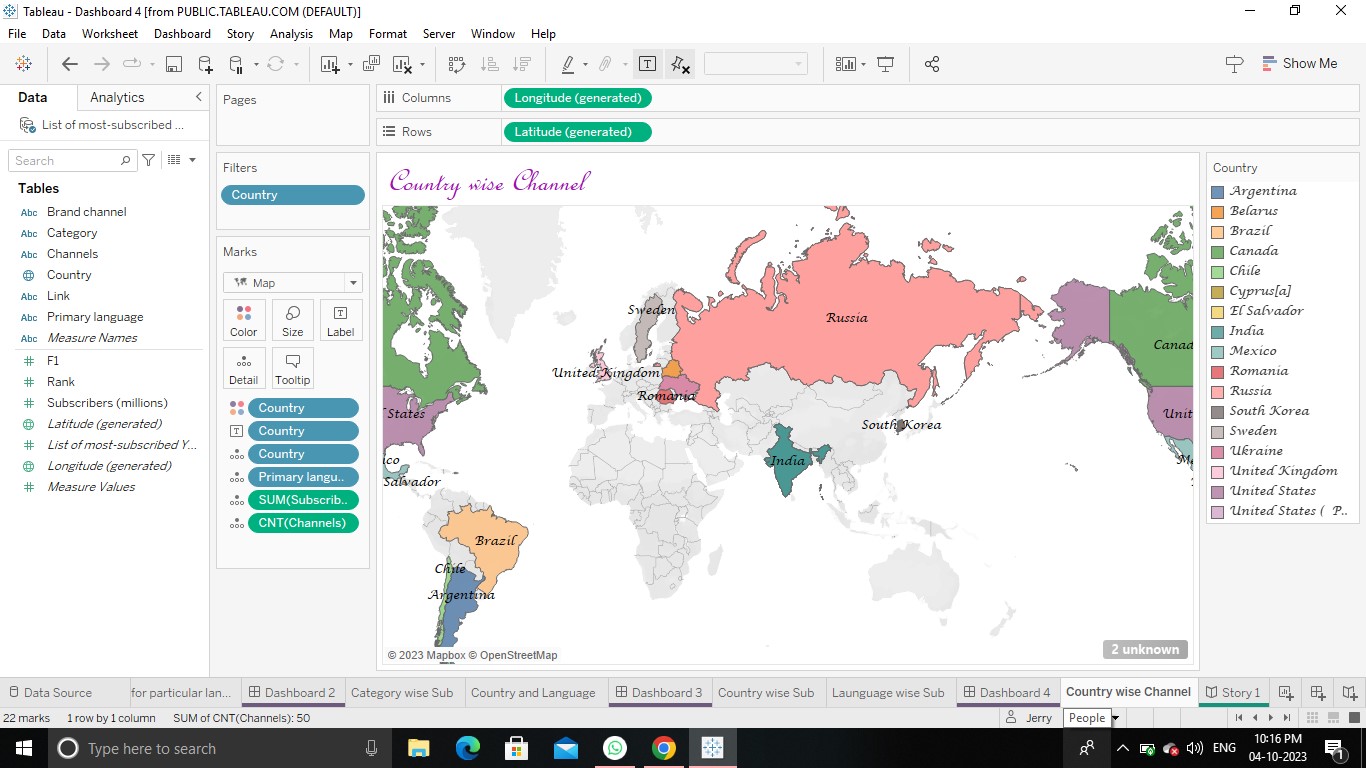 Tableau - Dashboard 4 [from PUBLIC.TABLEAU.COM (DEFAULT)]
File Data Worksheet Dashboard Story Analysis Map Format Server Window Help
Show Me
Data Analytics
List of most-subscribed ...
Search
Tables
Abc Brand channel
Abc Category
Abc Channels
Country
Abc Link
Abc Primary language
Abc Measure Names
F1
Rank
Subscribers (millions)
Latitude (generated)
List of most-subscribed Y...
Longitude (generated)
Measure Values
Pages
Filters
Country
Marks
Map
Color Size Label
Detail Tooltip
Country
Country
Country
Primary langu..
SUM(Subscrib..
CNT(Channels)
Columns Longitude (generated)
Rows Latitude (generated)
Country wise Channel
Sweden
Russia
United Kingdom
Romania
South Korea
India
Canad
States
Unit
ico
Me
Salvador
Brazil
Chile
Argentina
© 2023 Mapbox © OpenStreetMap
2 unknown
Country
Argentina
Belarus
Brazil
Canada
Chile
Cyprus[a]
El Salvador
India
Mexico
Romania
Russia
South Korea
Sweden
Ukraine
United Kingdom
United States
United States ( P..
Data Source for particular lan... Dashboard 2 Category wise Sub Country and Language Dashboard 3 Country wise Sub Launguage wise Sub Dashboard 4 Country wise Channel Story 1
22 marks 1 row by 1 column SUM of CNT(Channels): 50 Jerry People
Type here to search
ENG
10:16 PM
04-10-2023
1